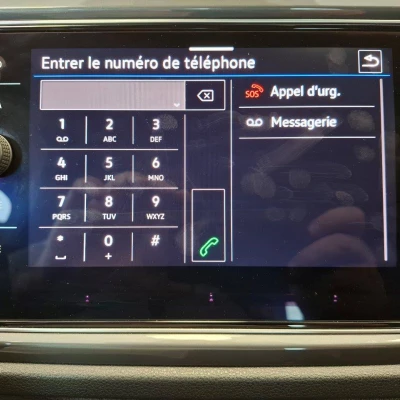 Entrer le numéro de téléphone
SOS Appel d'urg.
Messagerie
1 2 3
ABC DEF
4 5 6
GHI JKL MNO
7 8 9
PQRS TUV WXYZ
* 0 #
+